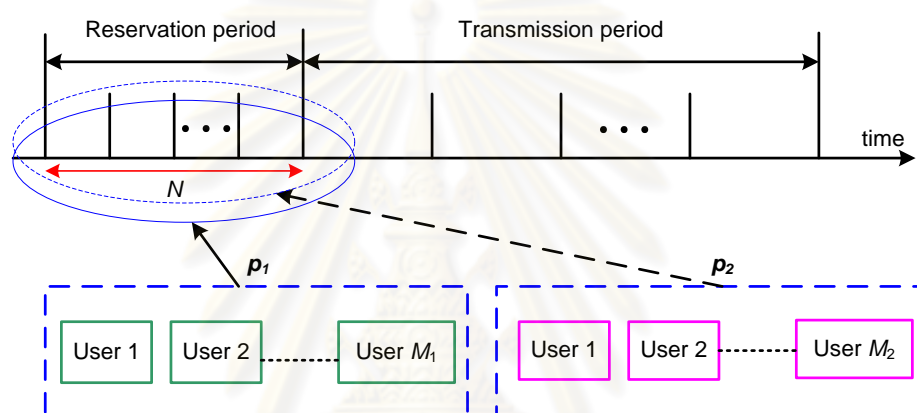 Reservation period
Transmission period
time
N
p1
p2
User 1
User 2
User M1
User 1
User 2
User M2